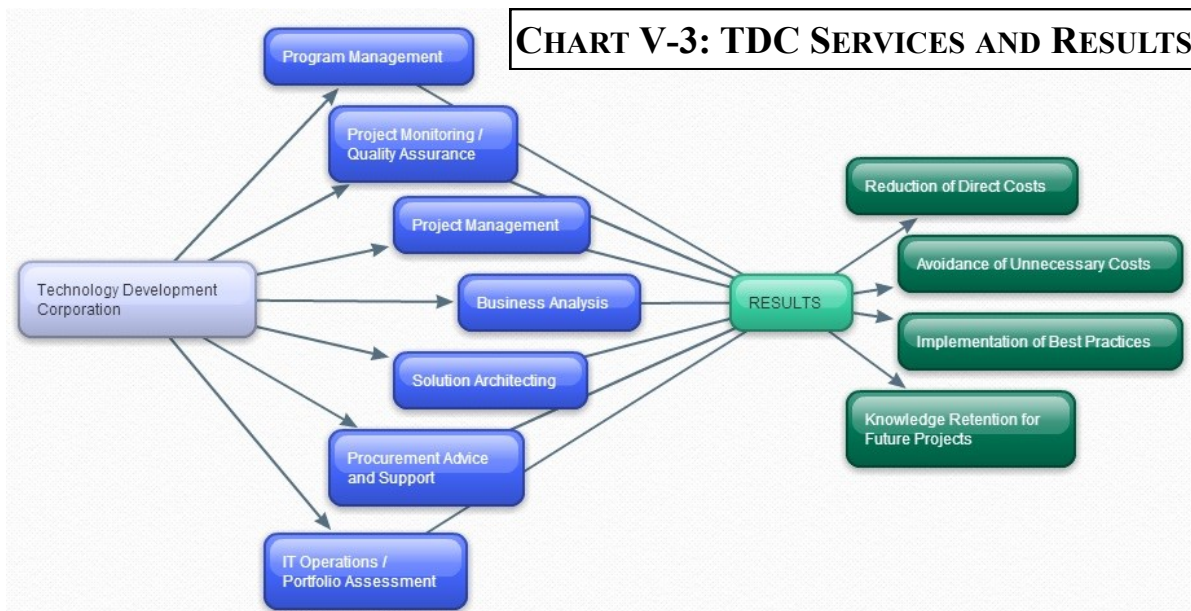 CHART V-3: TDC SERVICES AND RESULTS
Program Management
Project Monitoring /
Quality Assurance
Project Management
Technology Development
Corporation
Business Analysis
Solution Architecting
Procurement Advice
and Support
IT Operations /
Portfolio Assessment
RESULTS
Reduction of Direct Costs
Avoidance of Unnecessary Costs
Implementation of Best Practices
Knowledge Retention for
Future Projects